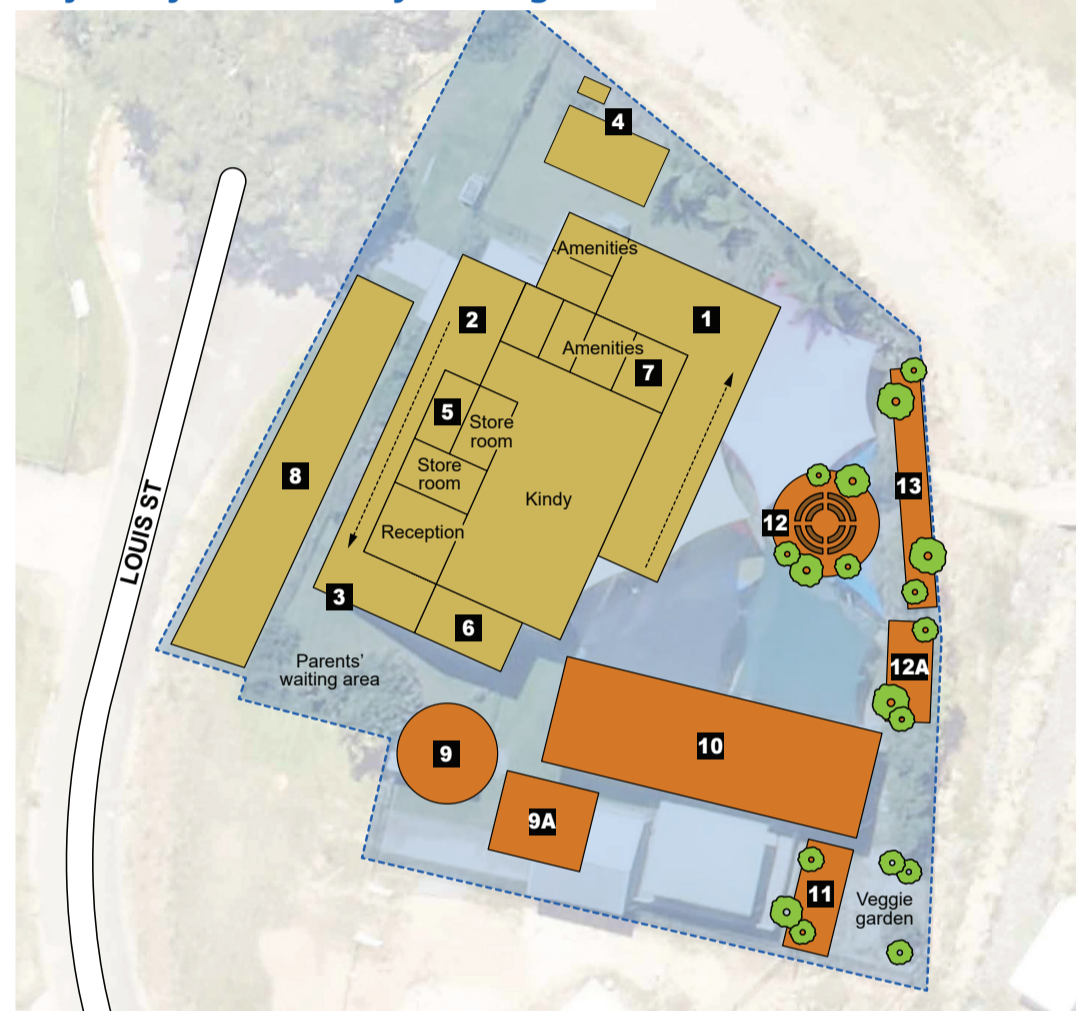 4
Amenities
1
2
Amenities
7
5
Store
room
Store
room
8
13
Kindy
12
Reception
LOUIS ST
3
6
Parents'
waiting area
12A
10
9
9A
11
Veggie
garden